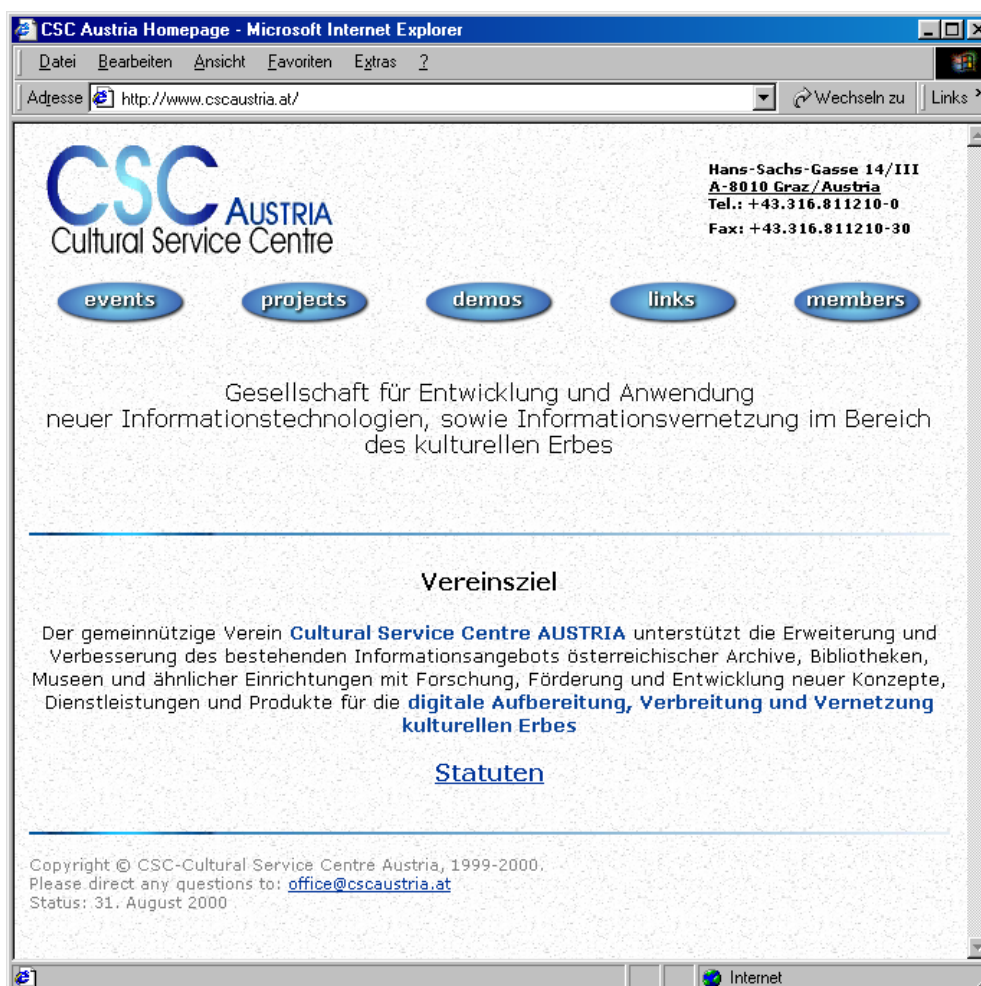 CSC Austria Homepage - Microsoft Internet Explorer
Datei Bearbeiten Ansicht Favoriten Extras ?
Adresse http://www.cscaustria.at/ Wechseln zu Links
CSC AUSTRIA
Cultural Service Centre
Hans-Sachs-Gasse 14/III
A-8010 Graz/Austria
Tel.: +43.316.811210-0
Fax: +43.316.811210-30
events projects demos links members
Gesellschaft für Entwicklung und Anwendung
neuer Informationstechnologien, sowie Informationsvernetzung im Bereich
des kulturellen Erbes
Vereinsziel
Der gemeinnützige Verein Cultural Service Centre AUSTRIA unterstützt die Erweiterung und
Verbesserung des bestehenden Informationsangebots österreichischer Archive, Bibliotheken,
Museen und ähnlicher Einrichtungen mit Forschung, Förderung und Entwicklung neuer Konzepte,
Dienstleistungen und Produkte für die digitale Aufbereitung, Verbreitung und Vernetzung
kulturellen Erbes
Statuten
Copyright © CSC-Cultural Service Centre Austria, 1999-2000.
Please direct any questions to: office@cscaustria.at
Status: 31. August 2000
Internet